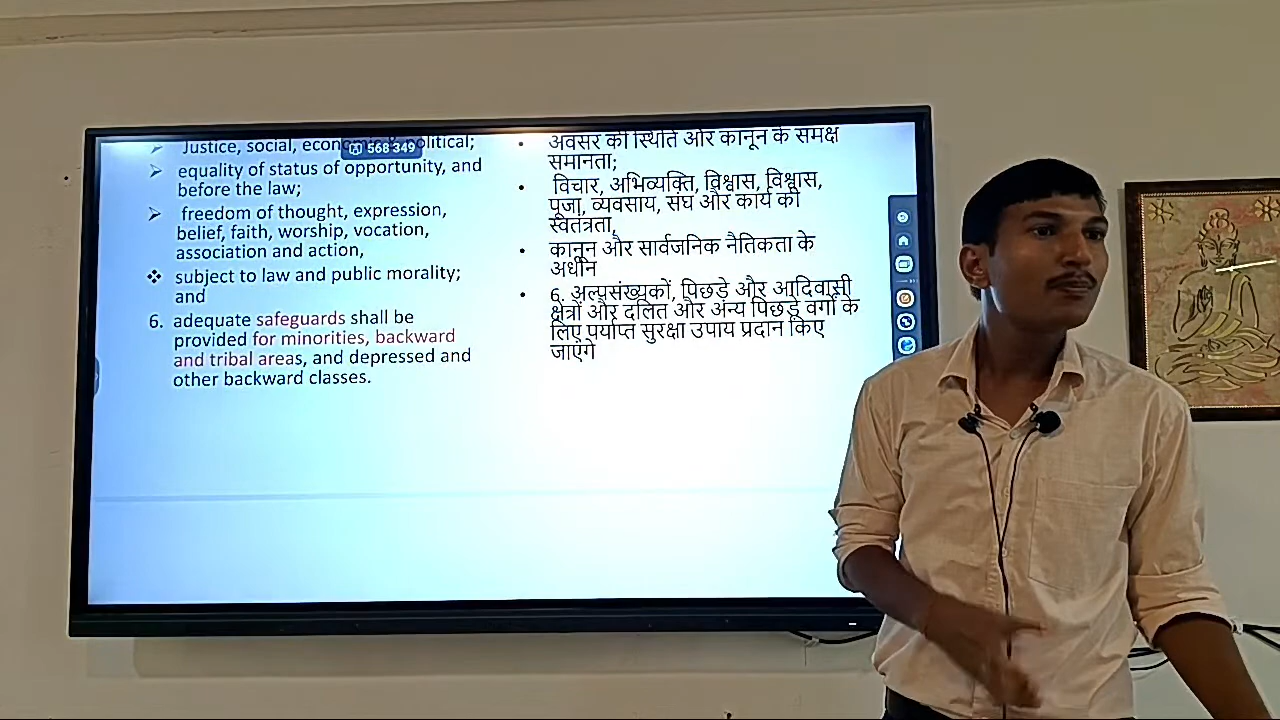 Justice, social, econ
political;
568 349
equality of status of opportunity, and
before the law;
freedom of thought, expression,
belief, faith, worship, vocation,
association and action,
subject to law and public morality;
and
6. adequate safeguards shall be
provided for minorities, backward
and tribal areas, and depressed and
other backward classes.
अवसर की स्थिति और कानून के समक्ष
समानता;
विचार, अभिव्यक्ति, विश्वास, विश्वास,
पूजा, व्यवसाय, संघ और कार्य की
स्वतंत्रता,
कानून और सार्वजनिक नैतिकता के
अधीन
6. अल्पसंख्यकों, पिछड़े और आदिवासी
क्षेत्रों और दलित और अन्य पिछड़े वर्गों के
लिए पर्याप्त सुरक्षा उपाय प्रदान किए
जाएंगे